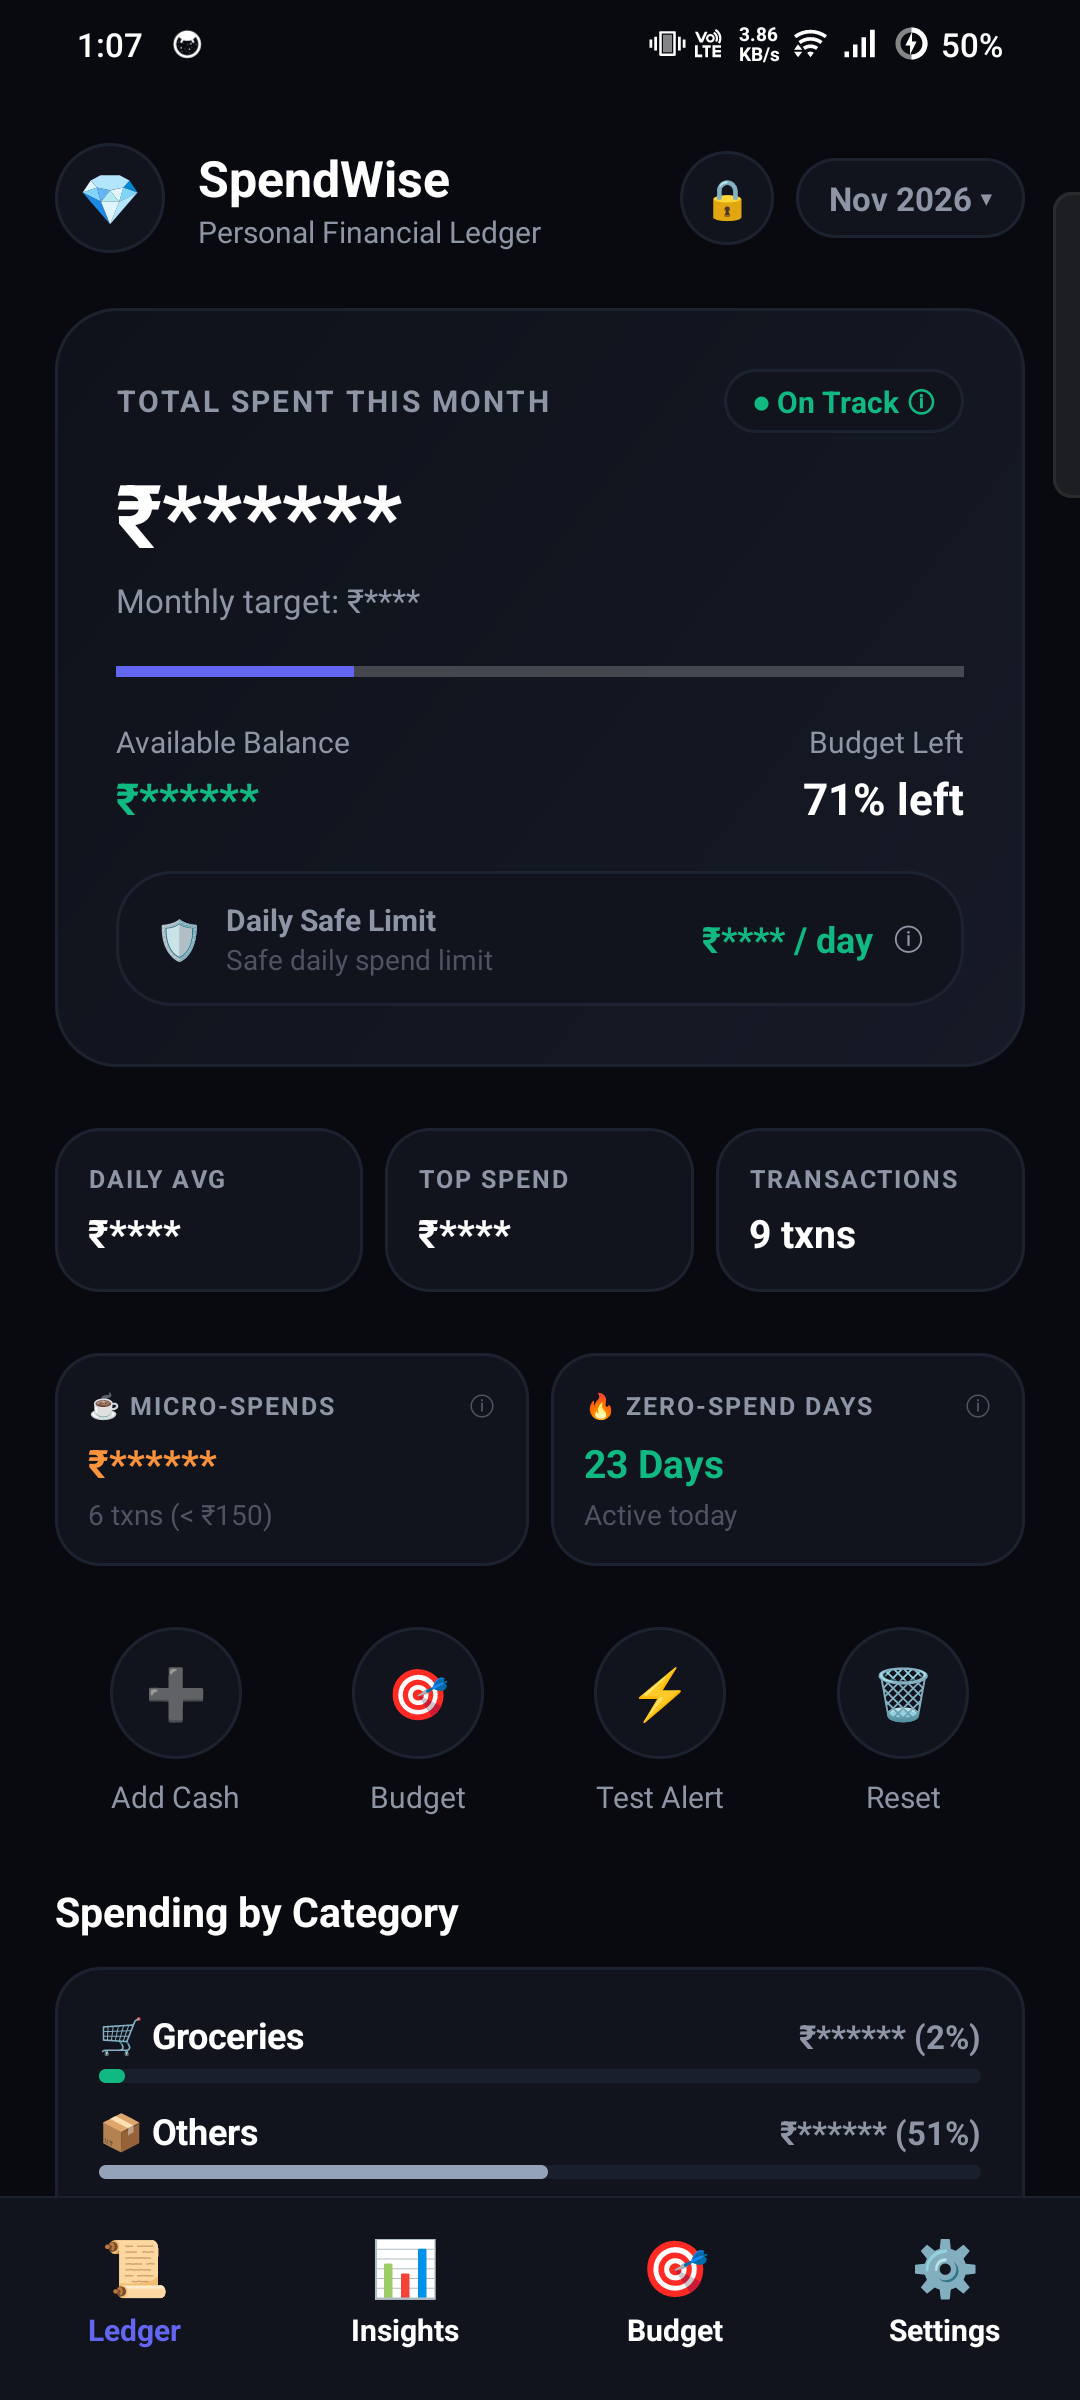 1:07
Vo) LTE
3.86 KB/s
50%
SpendWise
Personal Financial Ledger
Nov 2026 ▾
TOTAL SPENT THIS MONTH
● On Track ⓘ
₹******
Monthly target: ₹****
Available Balance
Budget Left
₹******
71% left
Daily Safe Limit
Safe daily spend limit
₹**** / day ⓘ
DAILY AVG
₹****
TOP SPEND
₹****
TRANSACTIONS
9 txns
☕ MICRO-SPENDS ⓘ
₹******
6 txns (< ₹150)
🔥 ZERO-SPEND DAYS ⓘ
23 Days
Active today
Add Cash
Budget
Test Alert
Reset
Spending by Category
🛒 Groceries
₹****** (2%)
📦 Others
₹****** (51%)
Ledger
Insights
Budget
Settings